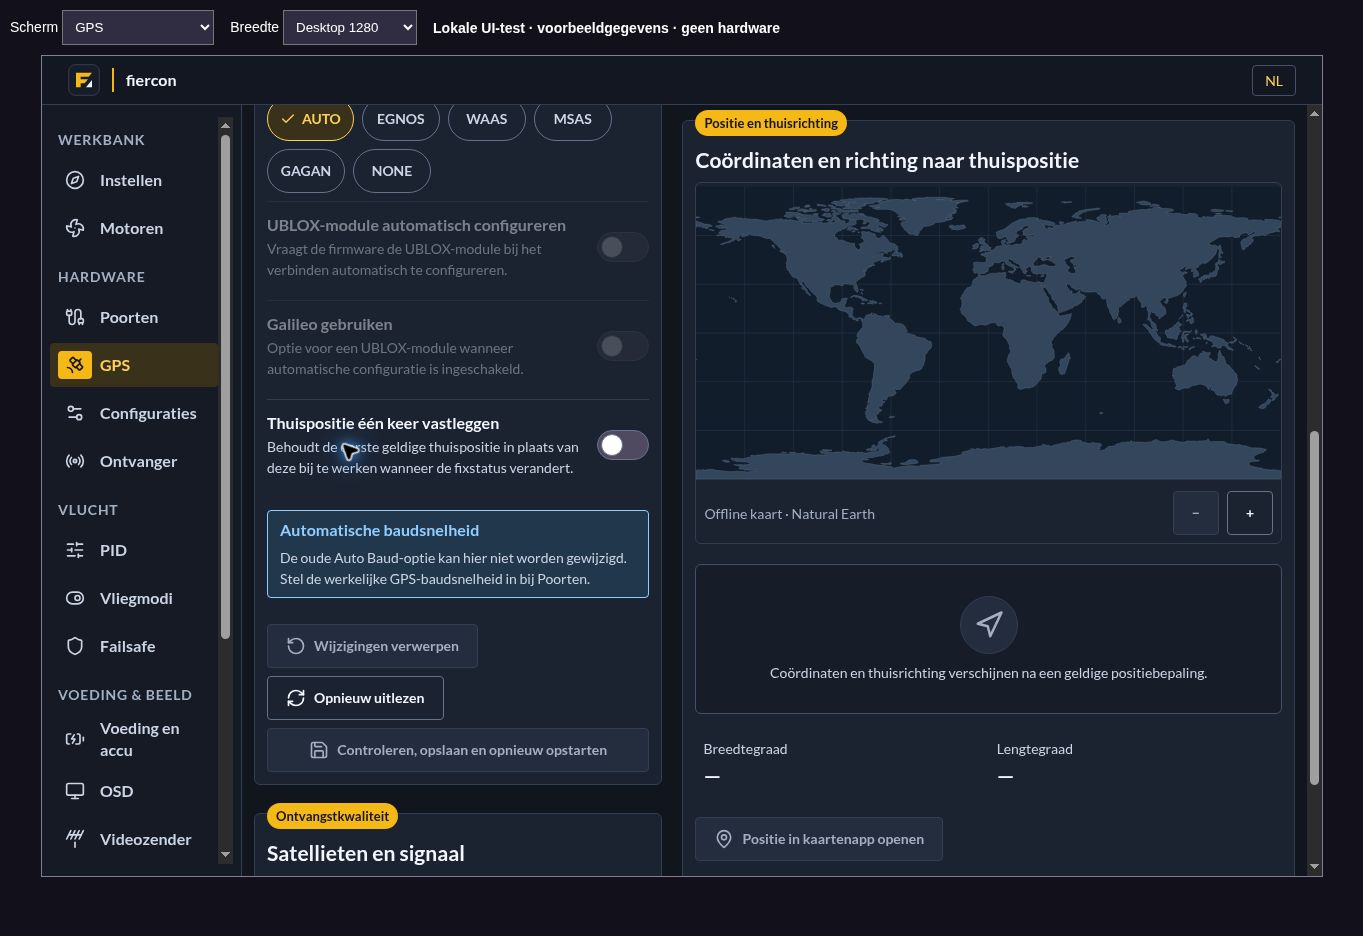 Scherm GPS Breedte Desktop 1280 Lokale UI-test · voorbeeldgegevens · geen hardware
fiercon NL
WERKBANK
Instellen
Motoren
HARDWARE
Poorten
GPS
Configuraties
Ontvanger
VLUCHT
PID
Vliegmodi
Failsafe
VOEDING & BEELD
Voeding en
accu
OSD
Videozender
AUTO EGNOS WAAS MSAS
GAGAN NONE
UBLOX-module automatisch configureren
Vraagt de firmware de UBLOX-module bij het
verbinden automatisch te configureren.
Galileo gebruiken
Optie voor een UBLOX-module wanneer
automatische configuratie is ingeschakeld.
Thuispositie één keer vastleggen
Behoudt de eerste geldige thuispositie in plaats van
deze bij te werken wanneer de fixstatus verandert.
Automatische baudsnelheid
De oude Auto Baud-optie kan hier niet worden gewijzigd.
Stel de werkelijke GPS-baudsnelheid in bij Poorten.
Wijzigingen verwerpen
Opnieuw uitlezen
Controleren, opslaan en opnieuw opstarten
Ontvangstkwaliteit
Satellieten en signaal
Positie en thuisrichting
Coördinaten en richting naar thuispositie
Offline kaart · Natural Earth − +
Coördinaten en thuisrichting verschijnen na een geldige positiebepaling.
Breedtegraad Lengtegraad
— —
Positie in kaartenapp openen